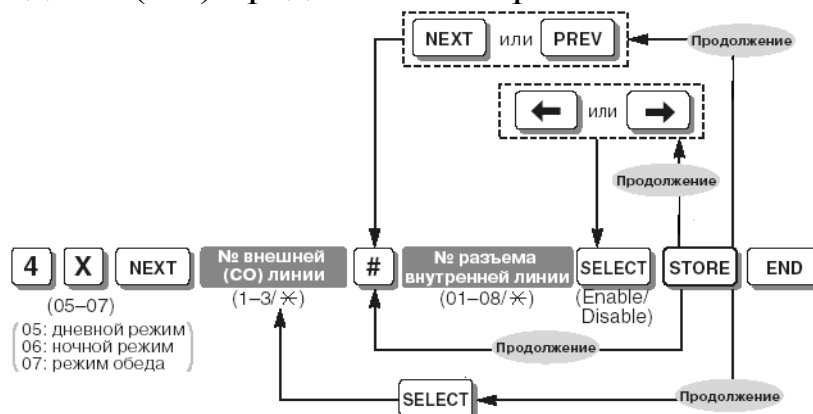 NEXT или PREV
Продолжение
← или →
Продолжение
4 X NEXT № внешней (CO) линии # № разъема внутренней линии SELECT STORE END
(05–07)
(1–3/✳)
(01–08/✳)
(Enable/
Disable)
05: дневной режим
06: ночной режим
07: режим обеда
Продолжение
SELECT
Продолжение